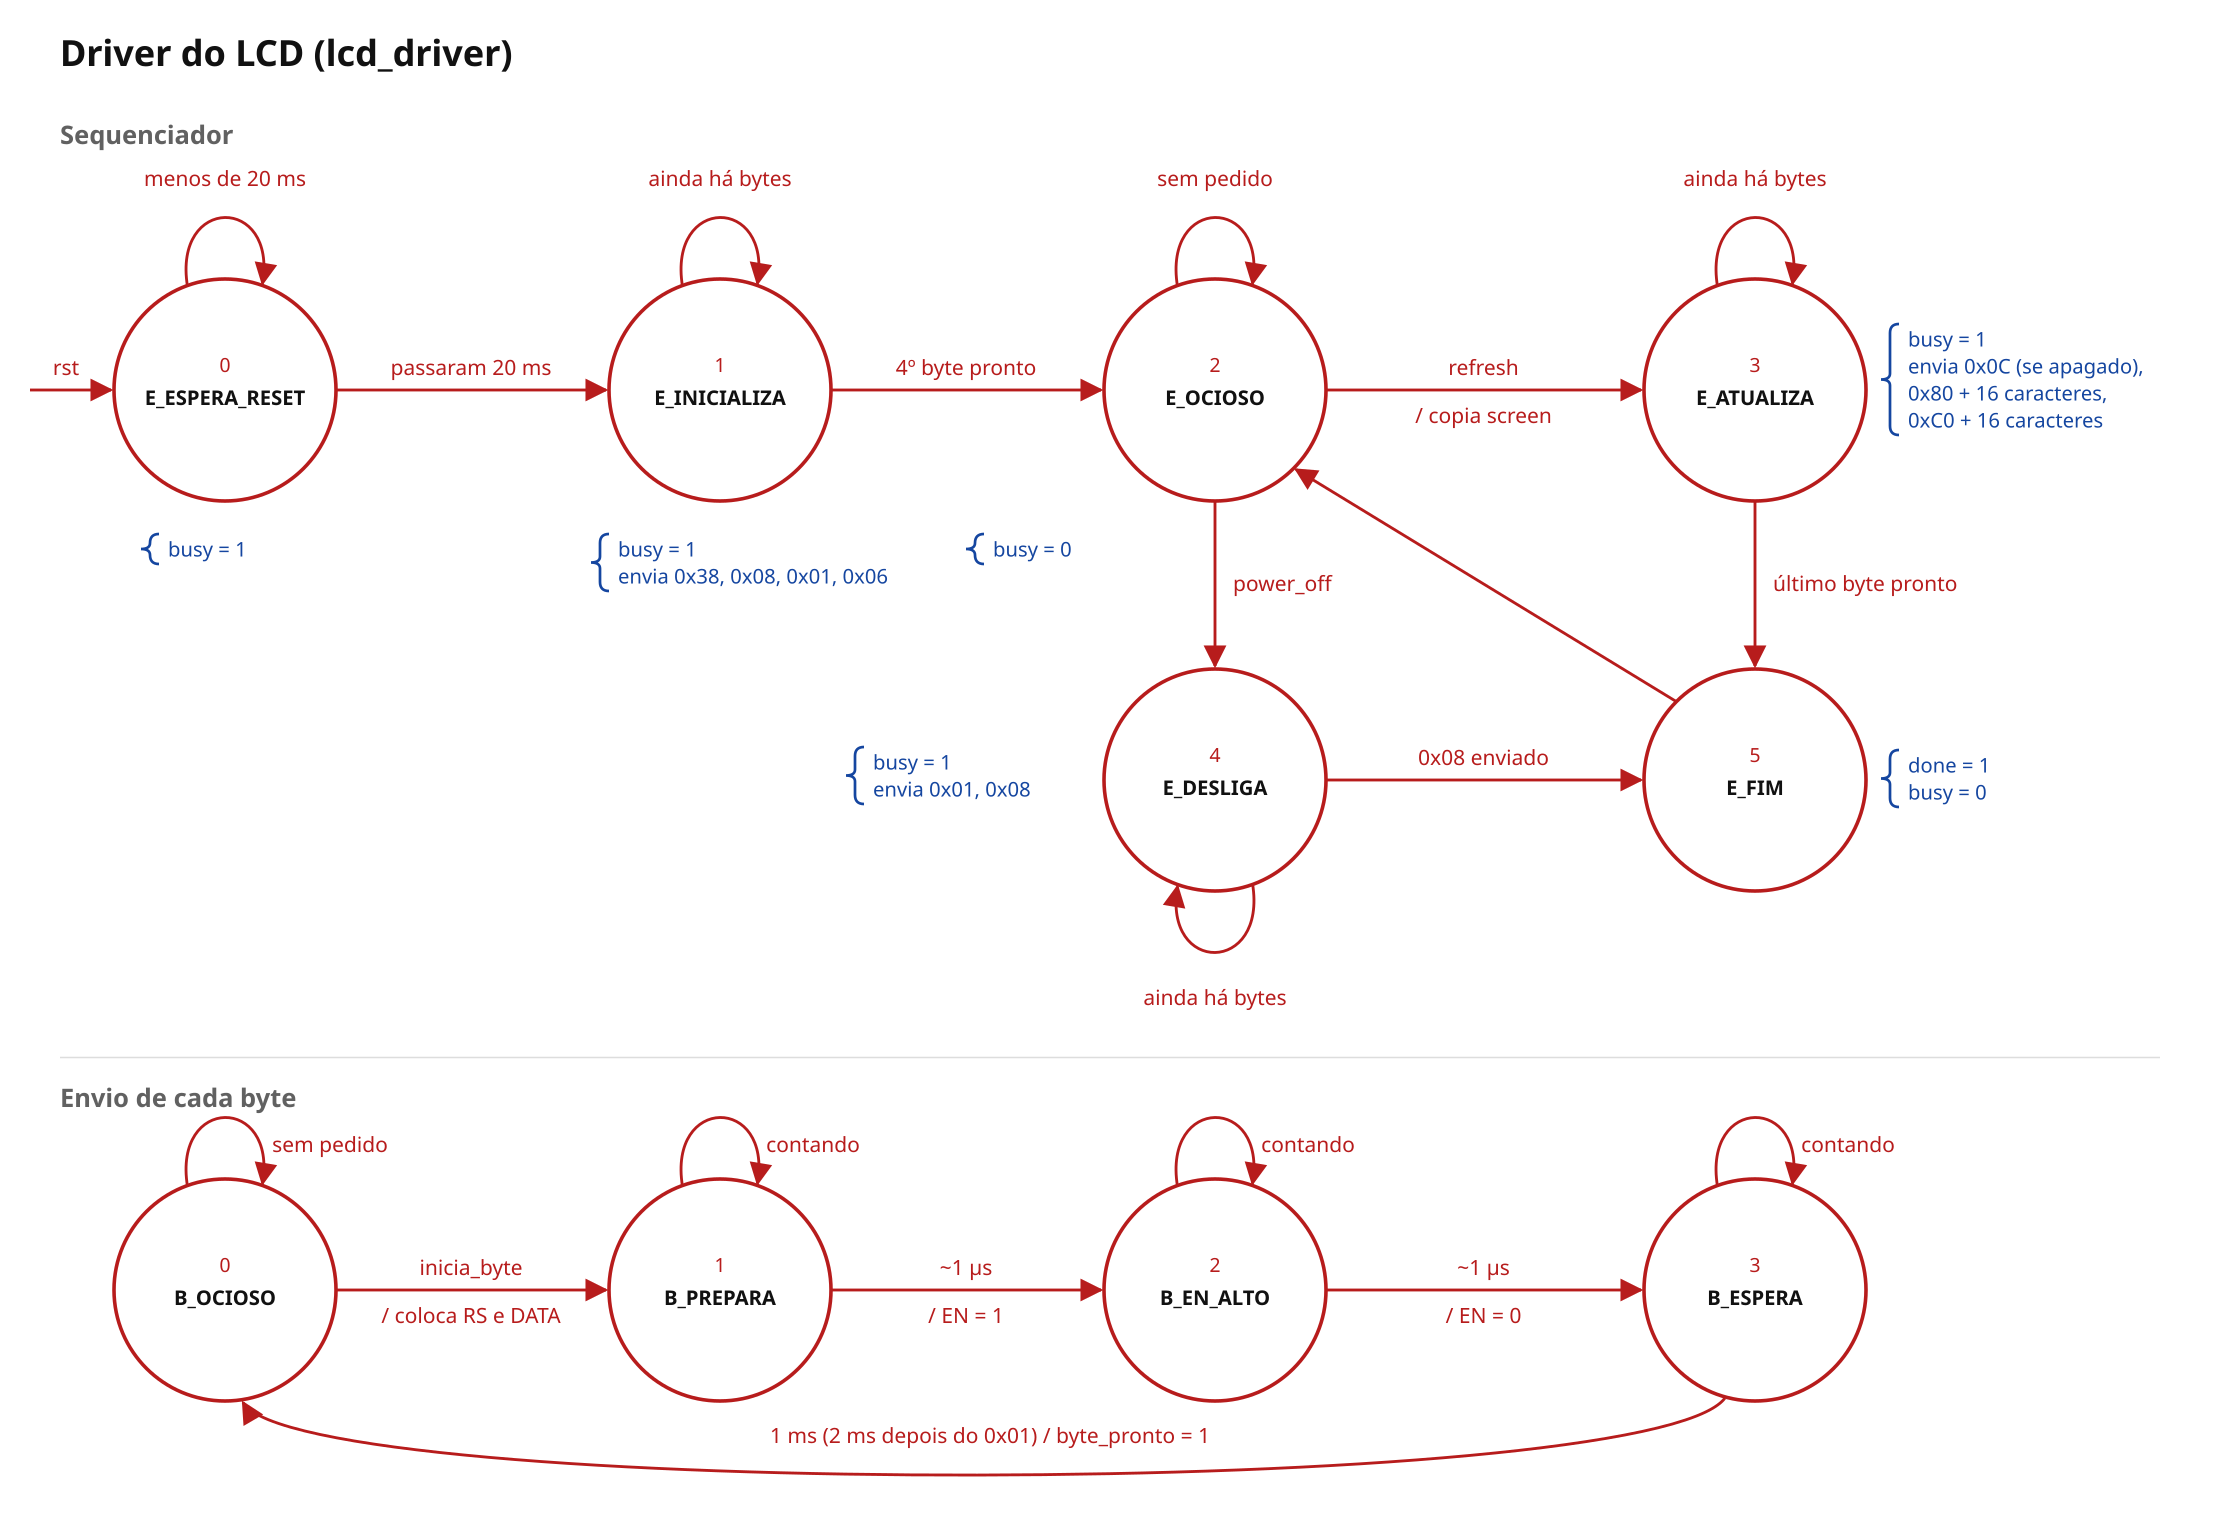 Driver do LCD (lcd_driver)
Sequenciador
menos de 20 ms
ainda há bytes
sem pedido
ainda há bytes
rst
0
E_ESPERA_RESET
passaram 20 ms
1
E_INICIALIZA
4º byte pronto
2
E_OCIOSO
refresh
/ copia screen
3
E_ATUALIZA
busy = 1
envia 0x0C (se apagado),
0x80 + 16 caracteres,
0xC0 + 16 caracteres
busy = 1
busy = 1
envia 0x38, 0x08, 0x01, 0x06
busy = 0
power_off
último byte pronto
busy = 1
envia 0x01, 0x08
4
E_DESLIGA
0x08 enviado
5
E_FIM
done = 1
busy = 0
ainda há bytes
Envio de cada byte
sem pedido
contando
contando
contando
0
B_OCIOSO
inicia_byte
/ coloca RS e DATA
1
B_PREPARA
~1 µs
/ EN = 1
2
B_EN_ALTO
~1 µs
/ EN = 0
3
B_ESPERA
1 ms (2 ms depois do 0x01) / byte_pronto = 1